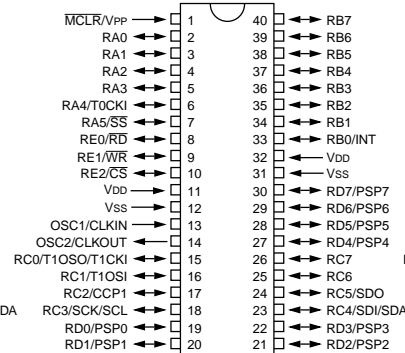 MCLR/VPP 1 40 RB7
RA0 2 39 RB6
RA1 3 38 RB5
RA2 4 37 RB4
RA3 5 36 RB3
RA4/T0CKI 6 35 RB2
RA5/SS 7 34 RB1
RE0/RD 8 33 RB0/INT
RE1/WR 9 32 VDD
RE2/CS 10 31 VSS
VDD 11 30 RD7/PSP7
VSS 12 29 RD6/PSP6
OSC1/CLKIN 13 28 RD5/PSP5
OSC2/CLKOUT 14 27 RD4/PSP4
RC0/T1OSO/T1CKI 15 26 RC7
RC1/T1OSI 16 25 RC6
RC2/CCP1 17 24 RC5/SDO
DA RC3/SCK/SCL 18 23 RC4/SDI/SDA
RD0/PSP0 19 22 RD3/PSP3
RD1/PSP1 20 21 RD2/PSP2